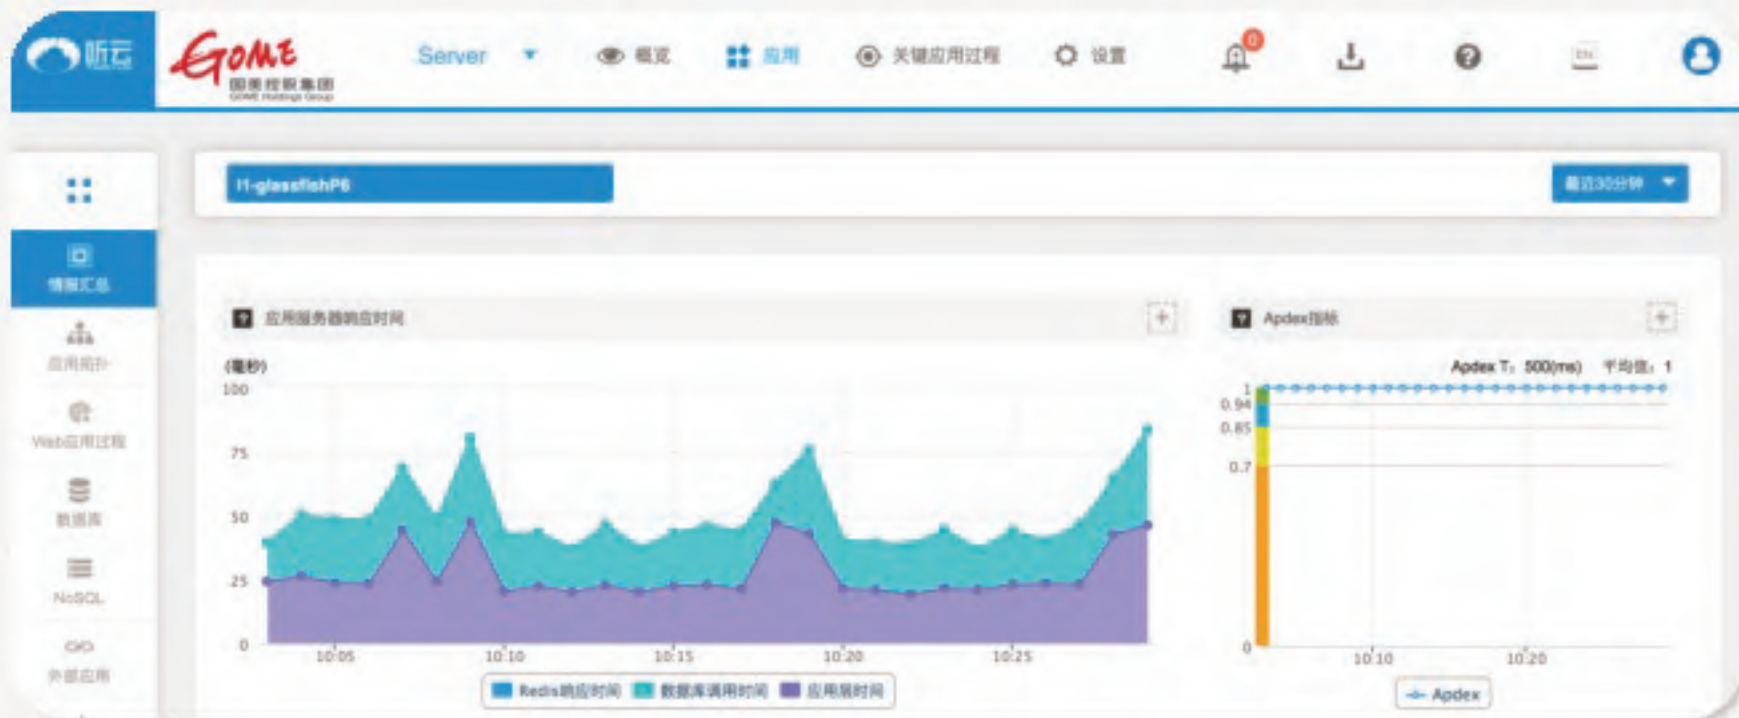 听云
GOME
国美控股集团
GOME Holdings Group
Server
概览
应用
关键应用过程
设置
0
EN
I1-glassfishP6
最近30分钟
情报汇总
应用拓扑
Web应用过程
数据库
NoSQL
外部应用
应用服务器响应时间
(毫秒)
100
75
50
25
0
10:05 10:10 10:15 10:20 10:25
Redis响应时间 数据库调用时间 应用层时间
Apdex指标
Apdex T: 500(ms) 平均值: 1
1
0.94
0.85
0.7
0
10:10 10:20
Apdex